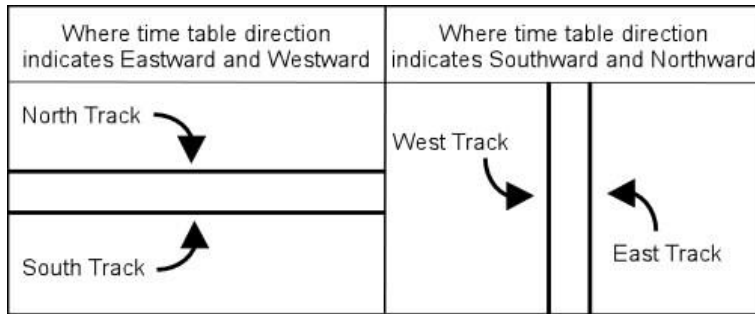 Where time table direction
indicates Eastward and Westward
Where time table direction
indicates Southward and Northward
North Track
South Track
West Track
East Track